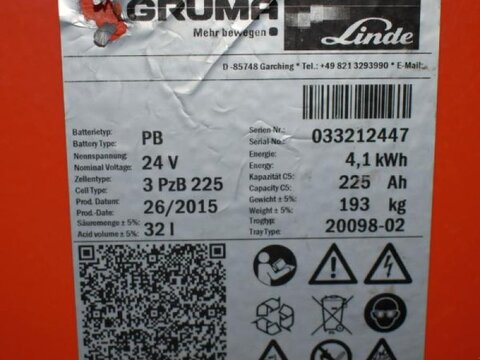 GRUMA
Mehr bewegen
Linde
D -85748 Garching * Tel.: +49 821 3293990 * E-Mail:
Batterietyp:
Battery Type:
PB
Nennspannung:
Nominal Voltage:
24 V
Zellentype:
Cell Type:
3 PzB 225
Prod. Datum:
Prod.-Date:
26/2015
Säuremenge ± 5%:
Acid volume ± 5%:
32 l
Serien Nr.:
Serial-No.:
033212447
Energie:
Energy:
4,1 kWh
Kapazität C5:
Capacity C5:
225 Ah
Gewicht ± 5%:
Weight ± 5%:
193 kg
Trogtyp:
Tray Type:
20098-02
Pb